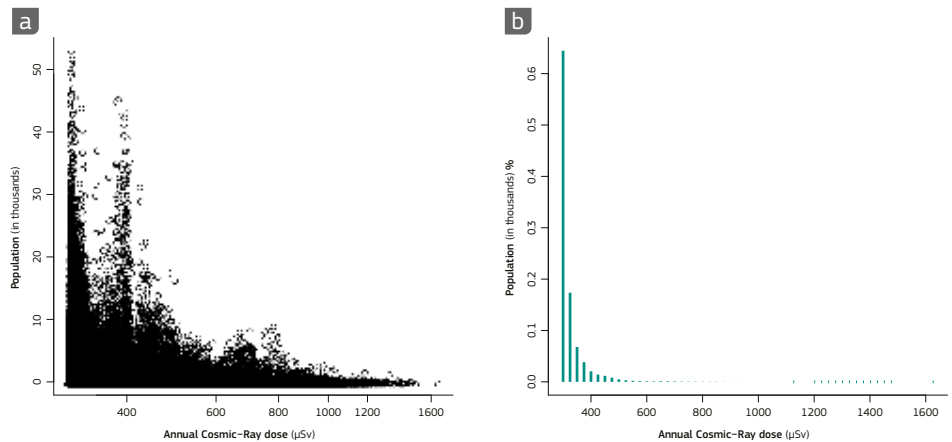 a
50
40
30
20
10
0
Population (in thousands)
400 600 800 1000 1200 1600
Annual Cosmic-Ray dose (µSv)
b
0.6
0.5
0.4
0.3
0.2
0.1
0.0
Population (in thousands) %
400 600 800 1000 1200 1400 1600
Annual Cosmic-Ray dose (µSv)